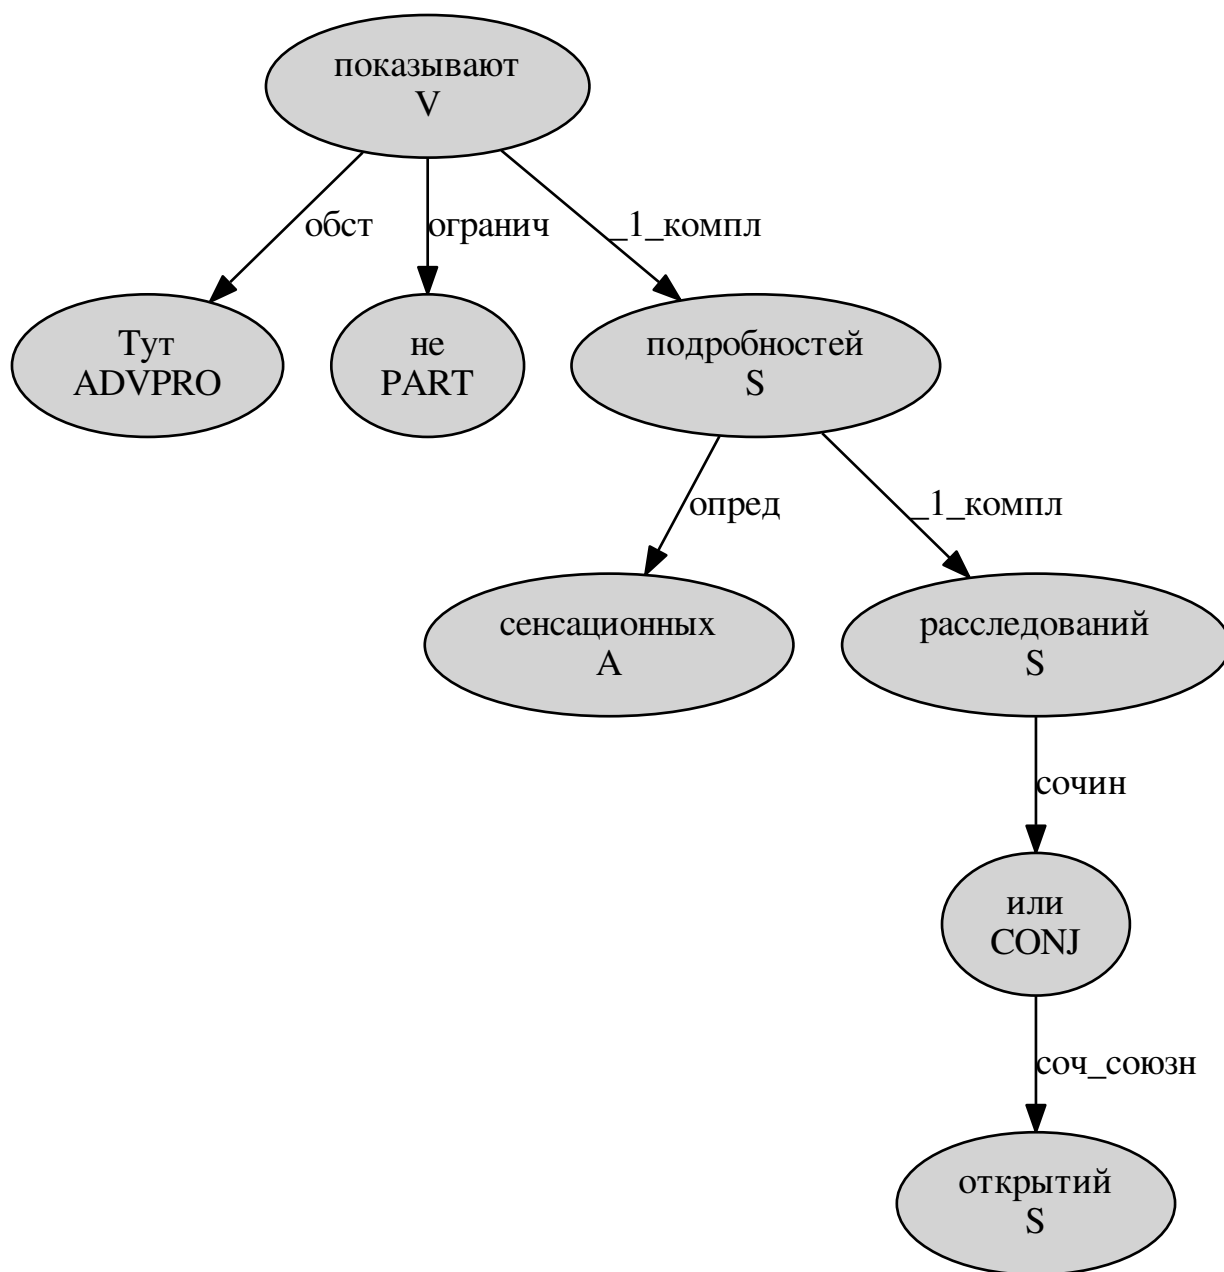 показывают
V
обст
огранич
_1_компл
Тут
ADVPRO
не
PART
подробностей
S
опред
_1_компл
сенсационных
A
расследований
S
сочин
или
CONJ
соч_союзн
открытий
S